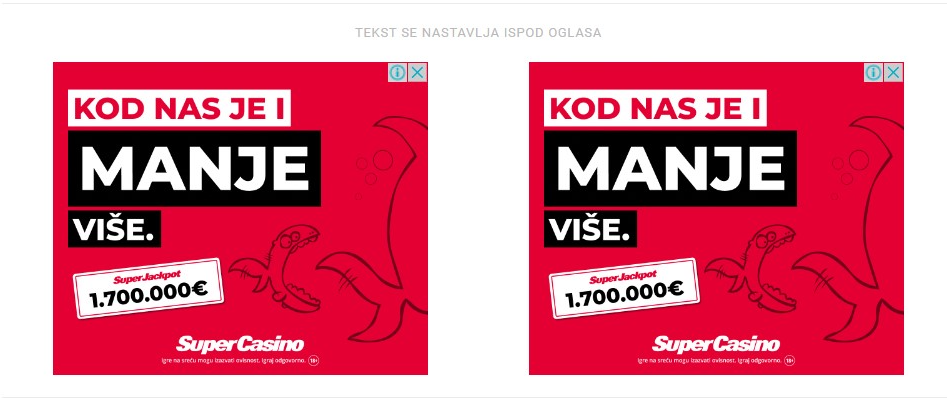 TEKST SE NASTAVLJA ISPOD OGLASA
KOD NAS JE I
MANJE
VIŠE.
SuperJackpot
1.700.000€
SuperCasino
Igre na sreću mogu izazvati ovisnost. Igraj odgovorno. 18+
KOD NAS JE I
MANJE
VIŠE.
SuperJackpot
1.700.000€
SuperCasino
Igre na sreću mogu izazvati ovisnost. Igraj odgovorno. 18+